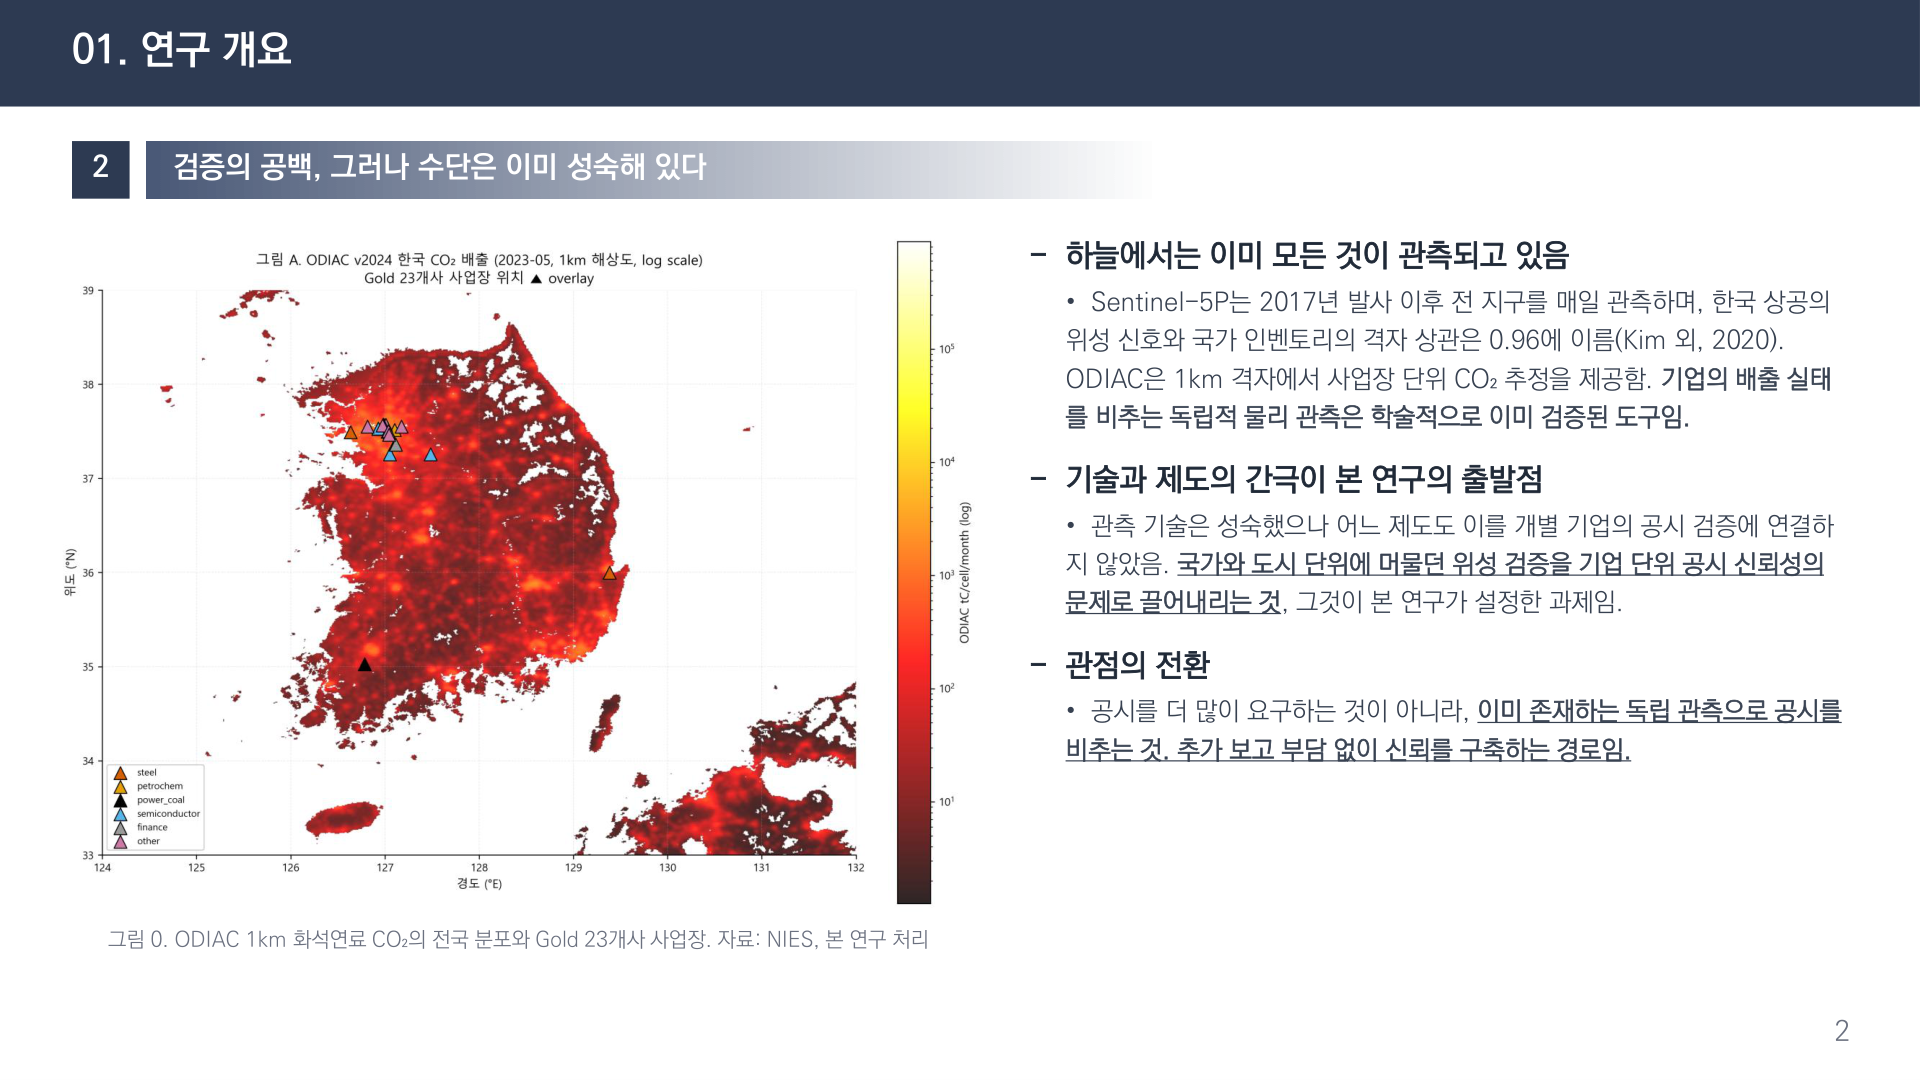 01. 연구 개요
2
검증의 공백, 그러나 수단은 이미 성숙해 있다
그림 A. ODIAC v2024 한국 CO₂ 배출 (2023-05, 1km 해상도, log scale)
Gold 23개사 사업장 위치 ▲ overlay
39
38
37
36
35
34
33
위도 (°N)
124
125
126
127
128
129
130
131
132
경도 (°E)
steel
petrochem
power_coal
semiconductor
finance
other
10⁵
10⁴
10³
10²
10¹
ODIAC tC/cell/month (log)
그림 0. ODIAC 1km 화석연료 CO₂의 전국 분포와 Gold 23개사 사업장. 자료: NIES, 본 연구 처리
– 하늘에서는 이미 모든 것이 관측되고 있음
• Sentinel-5P는 2017년 발사 이후 전 지구를 매일 관측하며, 한국 상공의
위성 신호와 국가 인벤토리의 격자 상관은 0.96에 이름(Kim 외, 2020).
ODIAC은 1km 격자에서 사업장 단위 CO₂ 추정을 제공함. 기업의 배출 실태
를 비추는 독립적 물리 관측은 학술적으로 이미 검증된 도구임.
– 기술과 제도의 간극이 본 연구의 출발점
• 관측 기술은 성숙했으나 어느 제도도 이를 개별 기업의 공시 검증에 연결하
지 않았음. 국가와 도시 단위에 머물던 위성 검증을 기업 단위 공시 신뢰성의
문제로 끌어내리는 것, 그것이 본 연구가 설정한 과제임.
– 관점의 전환
• 공시를 더 많이 요구하는 것이 아니라, 이미 존재하는 독립 관측으로 공시를
비추는 것. 추가 보고 부담 없이 신뢰를 구축하는 경로임.
2